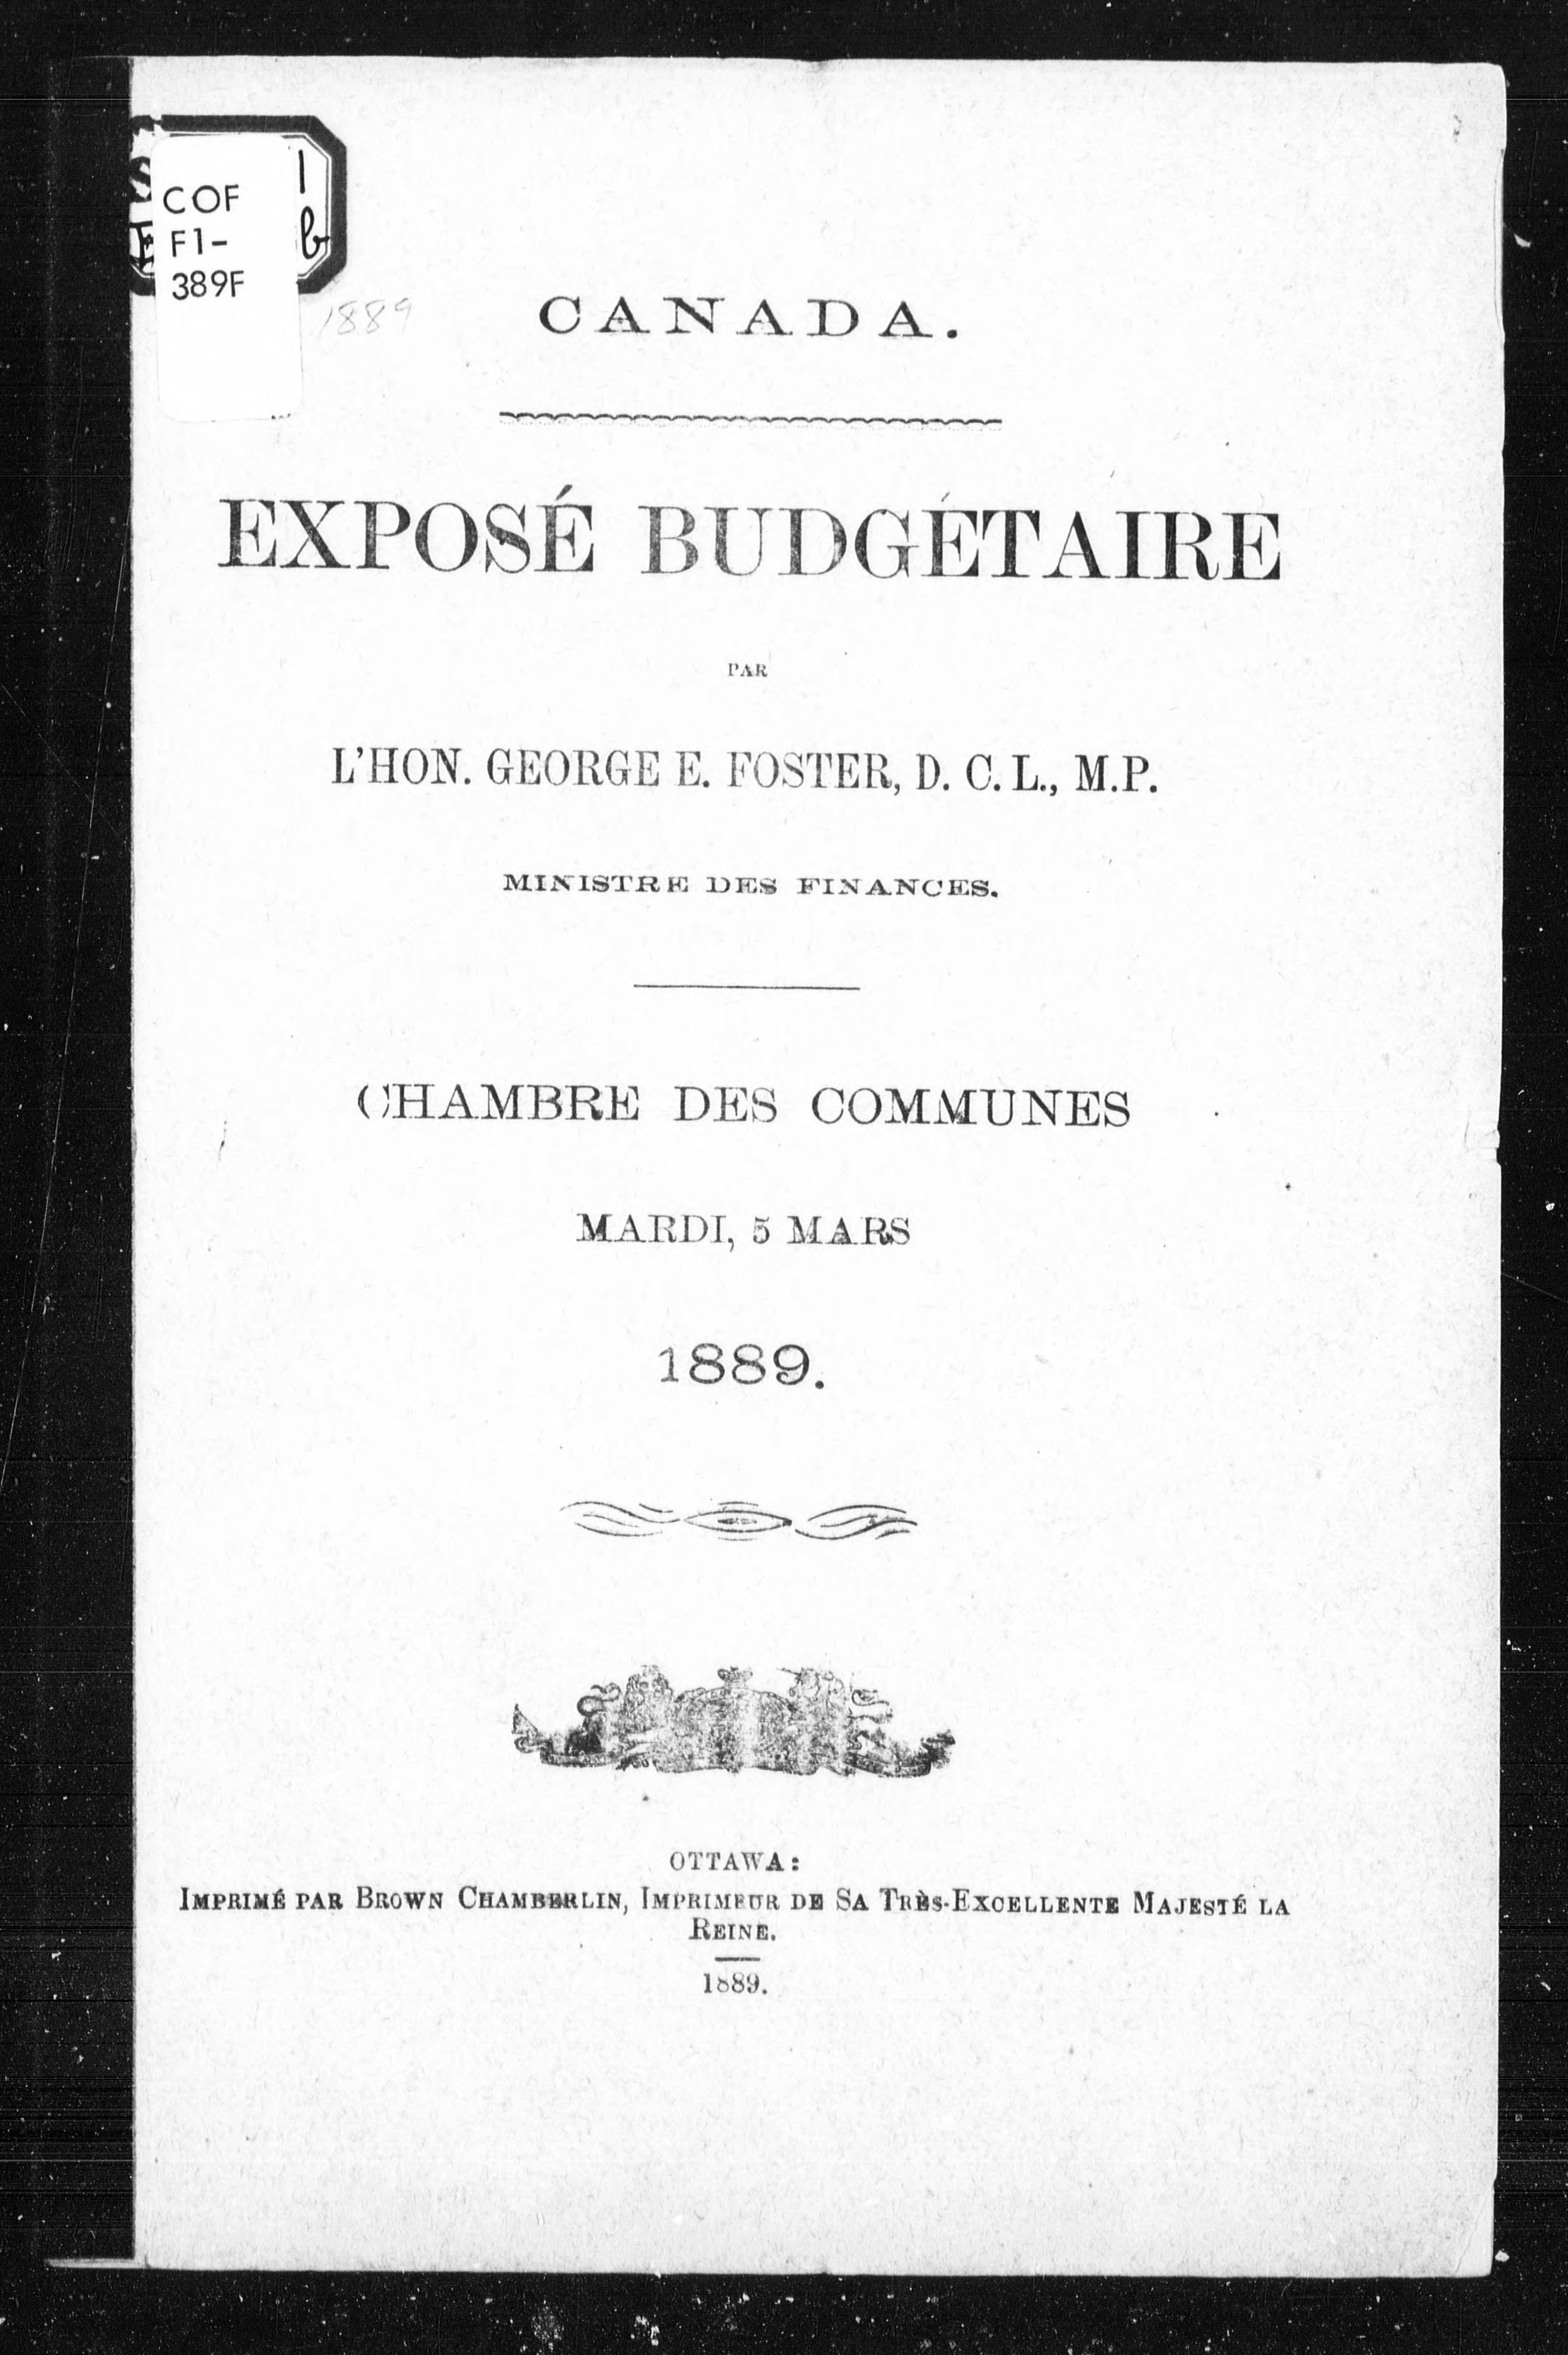 COF
F1-
389F
1
b
1889
CANADA.
EXPOSÉ BUDGÉTAIRE
PAR
L'HON. GEORGE E. FOSTER, D. C. L., M.P.
MINISTRE DES FINANCES.
CHAMBRE DES COMMUNES
MARDI, 5 MARS
1889.
OTTAWA:
IMPRIMÉ PAR BROWN CHAMBERLIN, IMPRIMEUR DE SA TRÈS-EXCELLENTE MAJESTÉ LA
REINE.
1889.